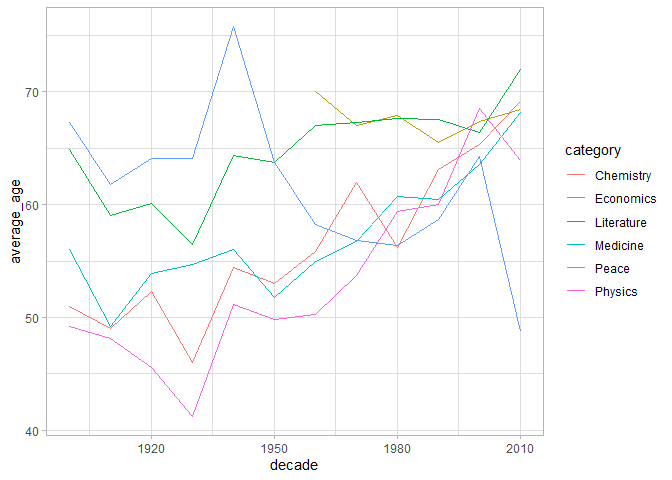 70
60
50
40
average_age
1920
1950
1980
2010
decade
category
Chemistry
Economics
Literature
Medicine
Peace
Physics